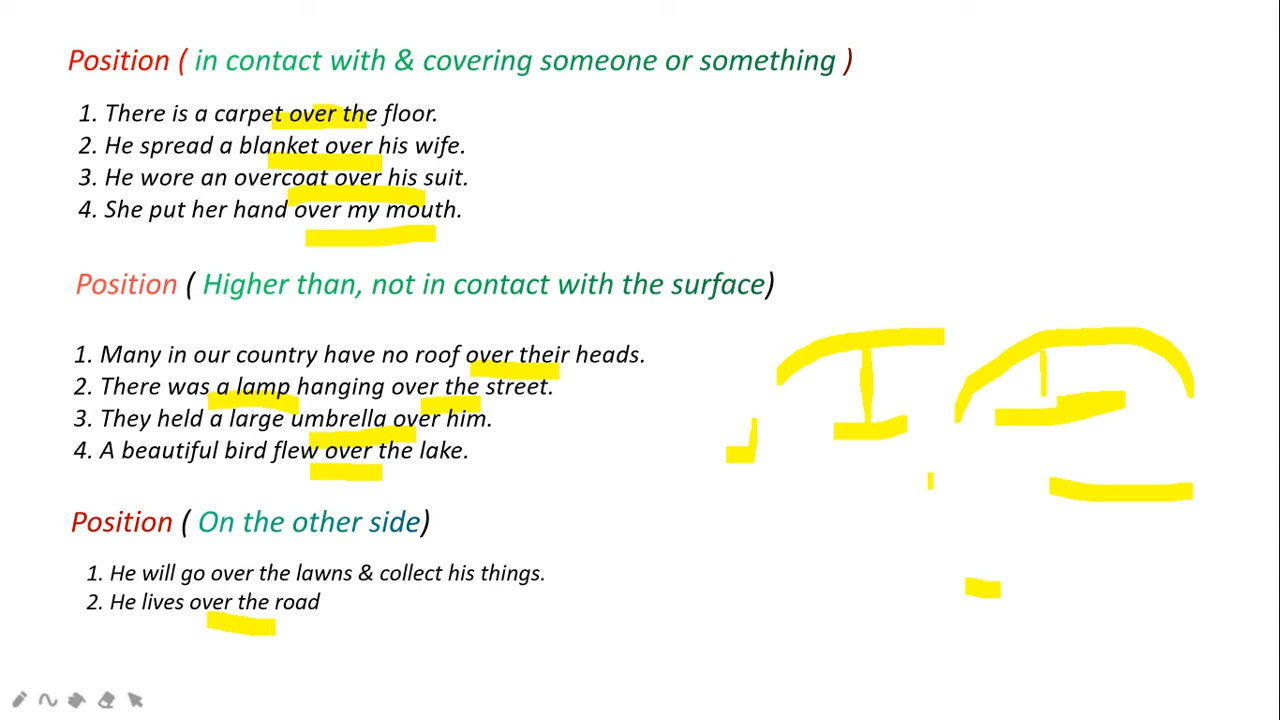 Position ( in contact with & covering someone or something )
1. There is a carpet over the floor.
2. He spread a blanket over his wife.
3. He wore an overcoat over his suit.
4. She put her hand over my mouth.
Position ( Higher than, not in contact with the surface)
1. Many in our country have no roof over their heads.
2. There was a lamp hanging over the street.
3. They held a large umbrella over him.
4. A beautiful bird flew over the lake.
Position ( On the other side)
1. He will go over the lawns & collect his things.
2. He lives over the road